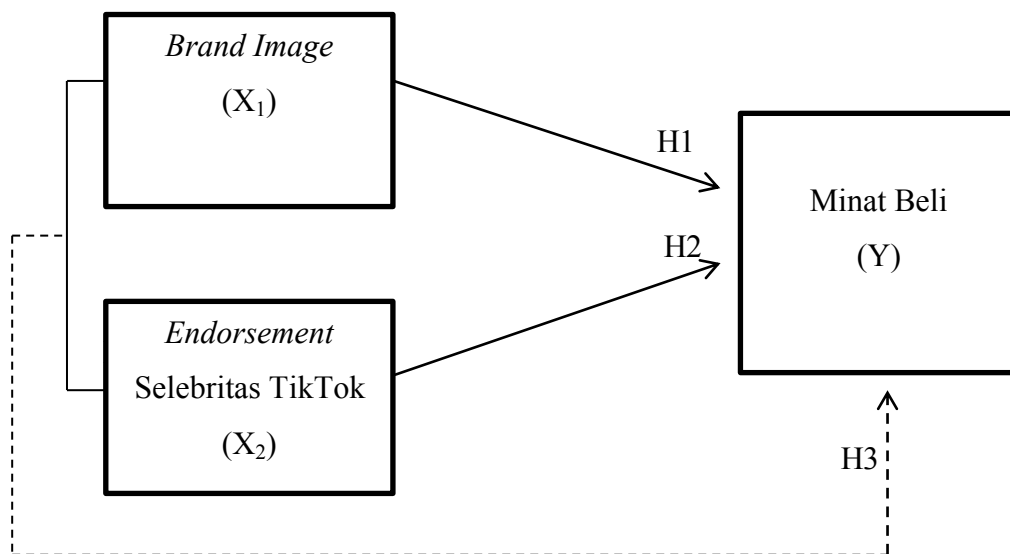 Brand Image
(X₁)
H1
Minat Beli
(Y)
H2
Endorsement
Selebritas TikTok
(X₂)
H3